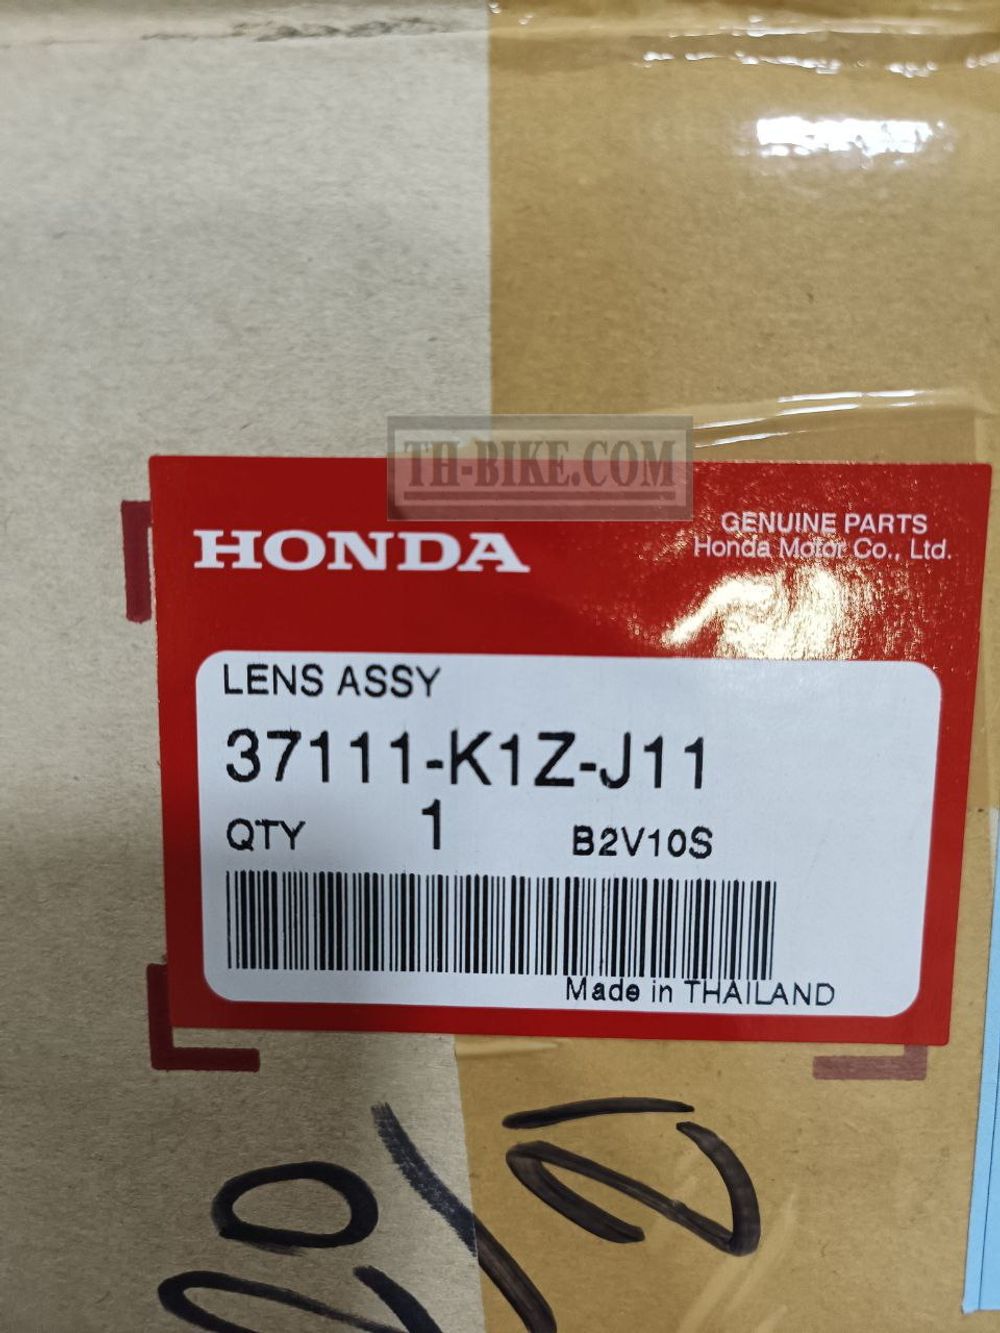 TH-BIKE.COM
HONDA
GENUINE PARTS
Honda Motor Co., Ltd.
LENS ASSY
37111-K1Z-J11
QTY 1 B2V10S
Made in THAILAND